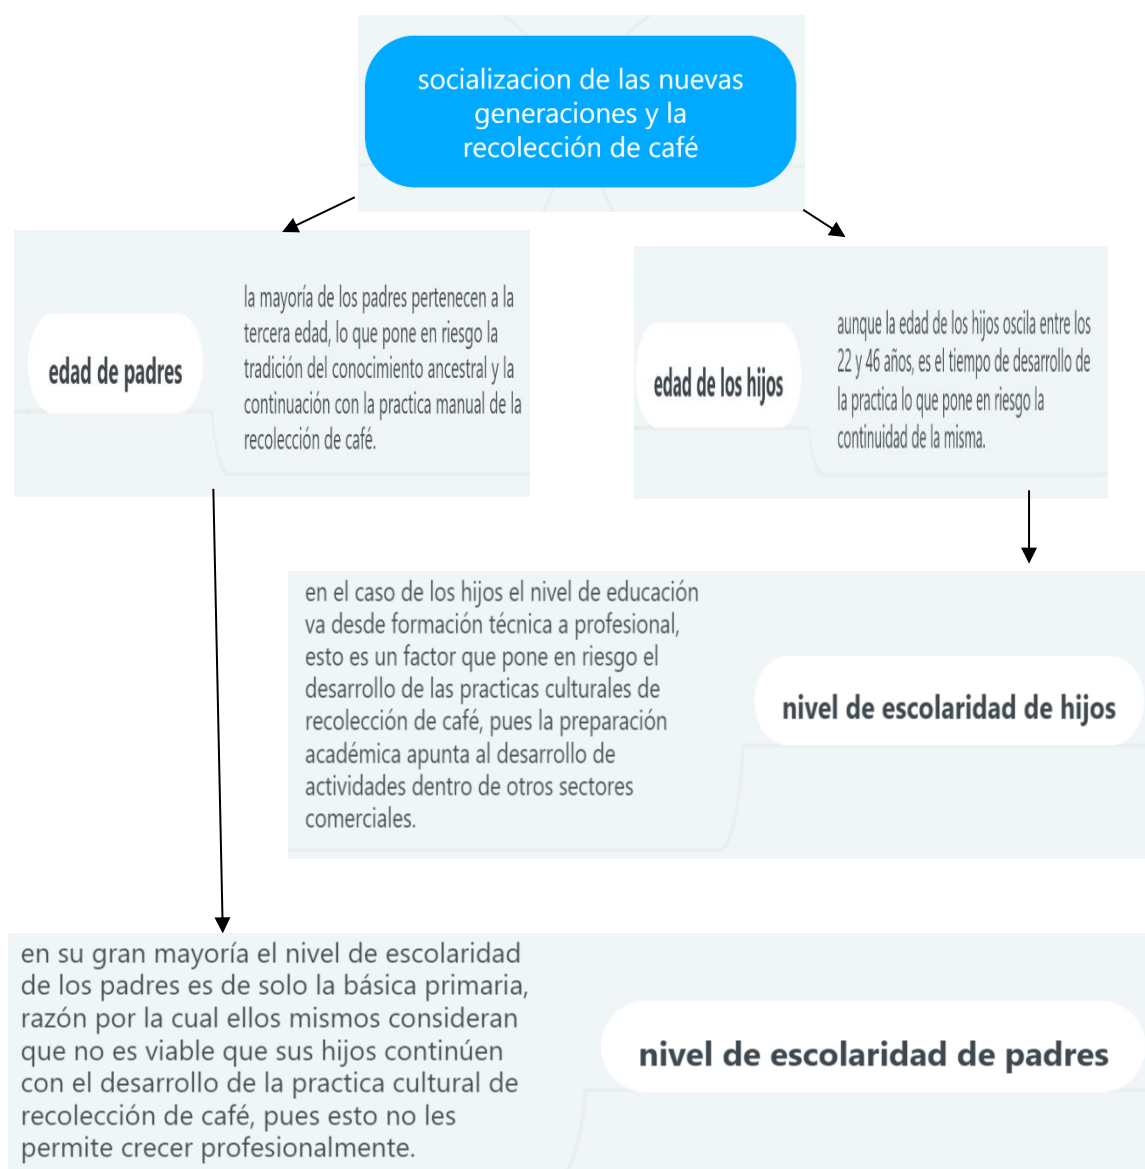 socializacion de las nuevas
generaciones y la
recolección de café
edad de padres
la mayoría de los padres pertenecen a la
tercera edad, lo que pone en riesgo la
tradición del conocimiento ancestral y la
continuación con la practica manual de la
recolección de café.
edad de los hijos
aunque la edad de los hijos oscila entre los
22 y 46 años, es el tiempo de desarrollo de
la practica lo que pone en riesgo la
continuidad de la misma.
en el caso de los hijos el nivel de educación
va desde formación técnica a profesional,
esto es un factor que pone en riesgo el
desarrollo de las practicas culturales de
recolección de café, pues la preparación
académica apunta al desarrollo de
actividades dentro de otros sectores
comerciales.
nivel de escolaridad de hijos
en su gran mayoría el nivel de escolaridad
de los padres es de solo la básica primaria,
razón por la cual ellos mismos consideran
que no es viable que sus hijos continúen
con el desarrollo de la practica cultural de
recolección de café, pues esto no les
permite crecer profesionalmente.
nivel de escolaridad de padres